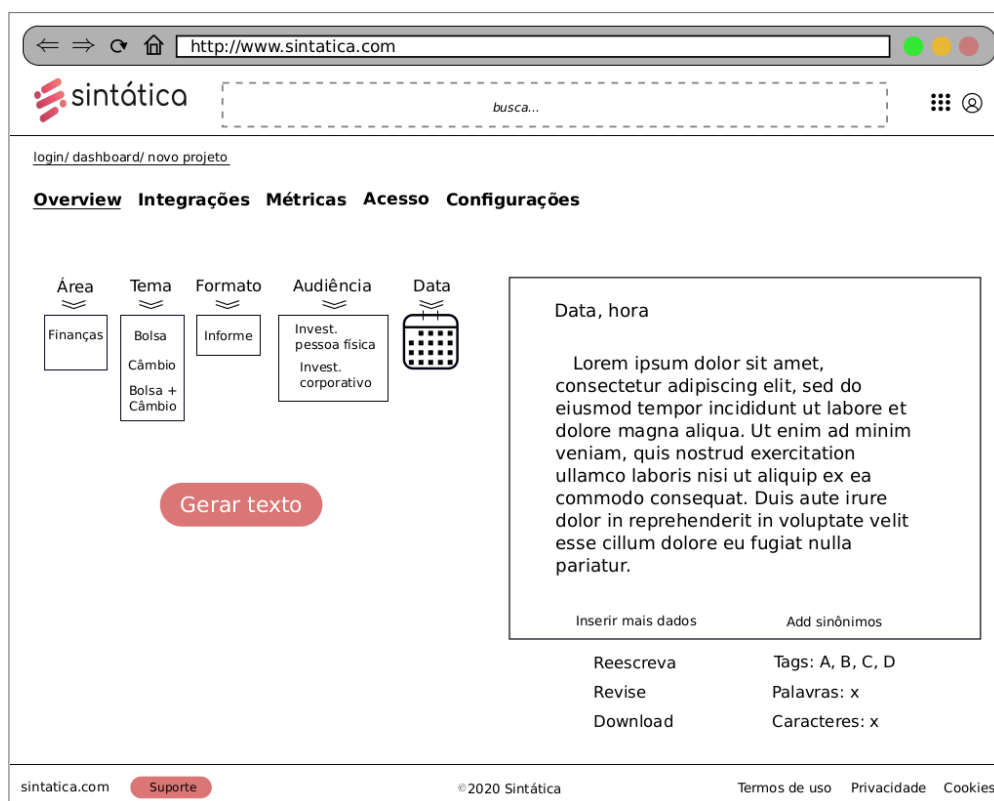 http://www.sintatica.com
sintática
busca...
login/ dashboard/ novo projeto
Overview Integrações Métricas Acesso Configurações
Área Tema Formato Audiência Data
Finanças
Bolsa
Câmbio
Bolsa +
Câmbio
Informe
Invest.
pessoa física
Invest.
corporativo
Gerar texto
Data, hora
Lorem ipsum dolor sit amet,
consectetur adipiscing elit, sed do
eiusmod tempor incididunt ut labore et
dolore magna aliqua. Ut enim ad minim
veniam, quis nostrud exercitation
ullamco laboris nisi ut aliquip ex ea
commodo consequat. Duis aute irure
dolor in reprehenderit in voluptate velit
esse cillum dolore eu fugiat nulla
pariatur.
Inserir mais dados Add sinônimos
Reescreva Tags: A, B, C, D
Revise Palavras: x
Download Caracteres: x
sintatica.com Suporte ©2020 Sintática Termos de uso Privacidade Cookies